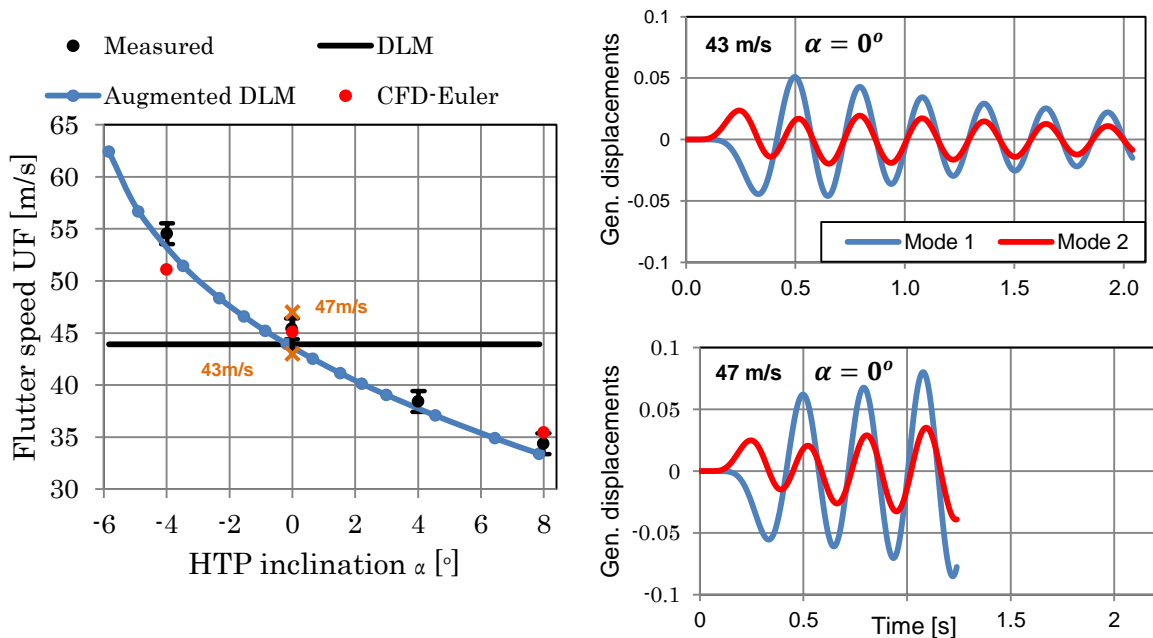 Measured
DLM
Augmented DLM
CFD-Euler
65
60
55
50
45
40
35
30
-6
-4
-2
0
2
4
6
8
Flutter speed UF [m/s]
HTP inclination α [°]
47m/s
43m/s
0.1
0.05
0
-0.05
-0.1
0.0
0.5
1.0
1.5
2.0
Gen. displacements
43 m/s
α = 0°
Mode 1
Mode 2
0.1
0.05
0
-0.05
-0.1
0
0.5
1
1.5
2
Gen. displacements
47 m/s
α = 0°
Time [s]